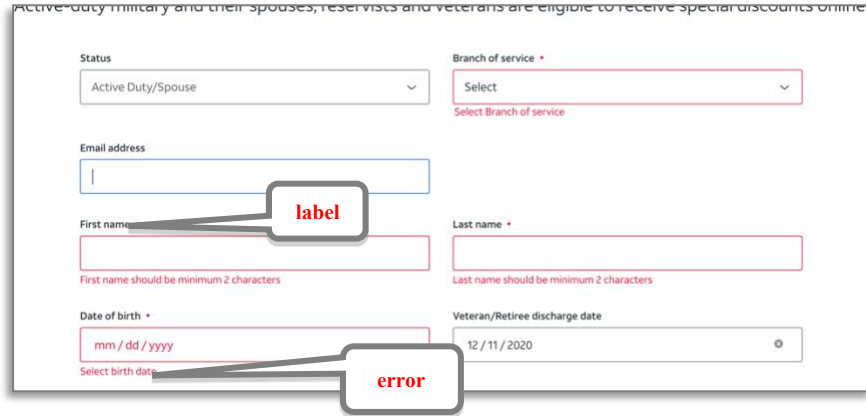 Active-duty military and their spouses, reservists and veterans are eligible to receive special discounts online
Status
Active Duty/Spouse
Branch of service •
Select
Select Branch of service
Email address
label
First name
First name should be minimum 2 characters
Last name •
Last name should be minimum 2 characters
Date of birth •
mm / dd / yyyy
Select birth date
Veteran/Retiree discharge date
12 / 11 / 2020
error